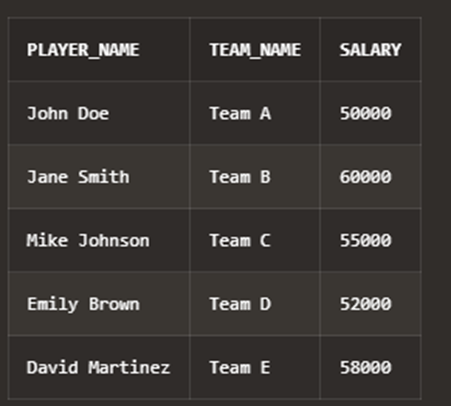 PLAYER_NAME TEAM_NAME SALARY
John Doe Team A 50000
Jane Smith Team B 60000
Mike Johnson Team C 55000
Emily Brown Team D 52000
David Martinez Team E 58000